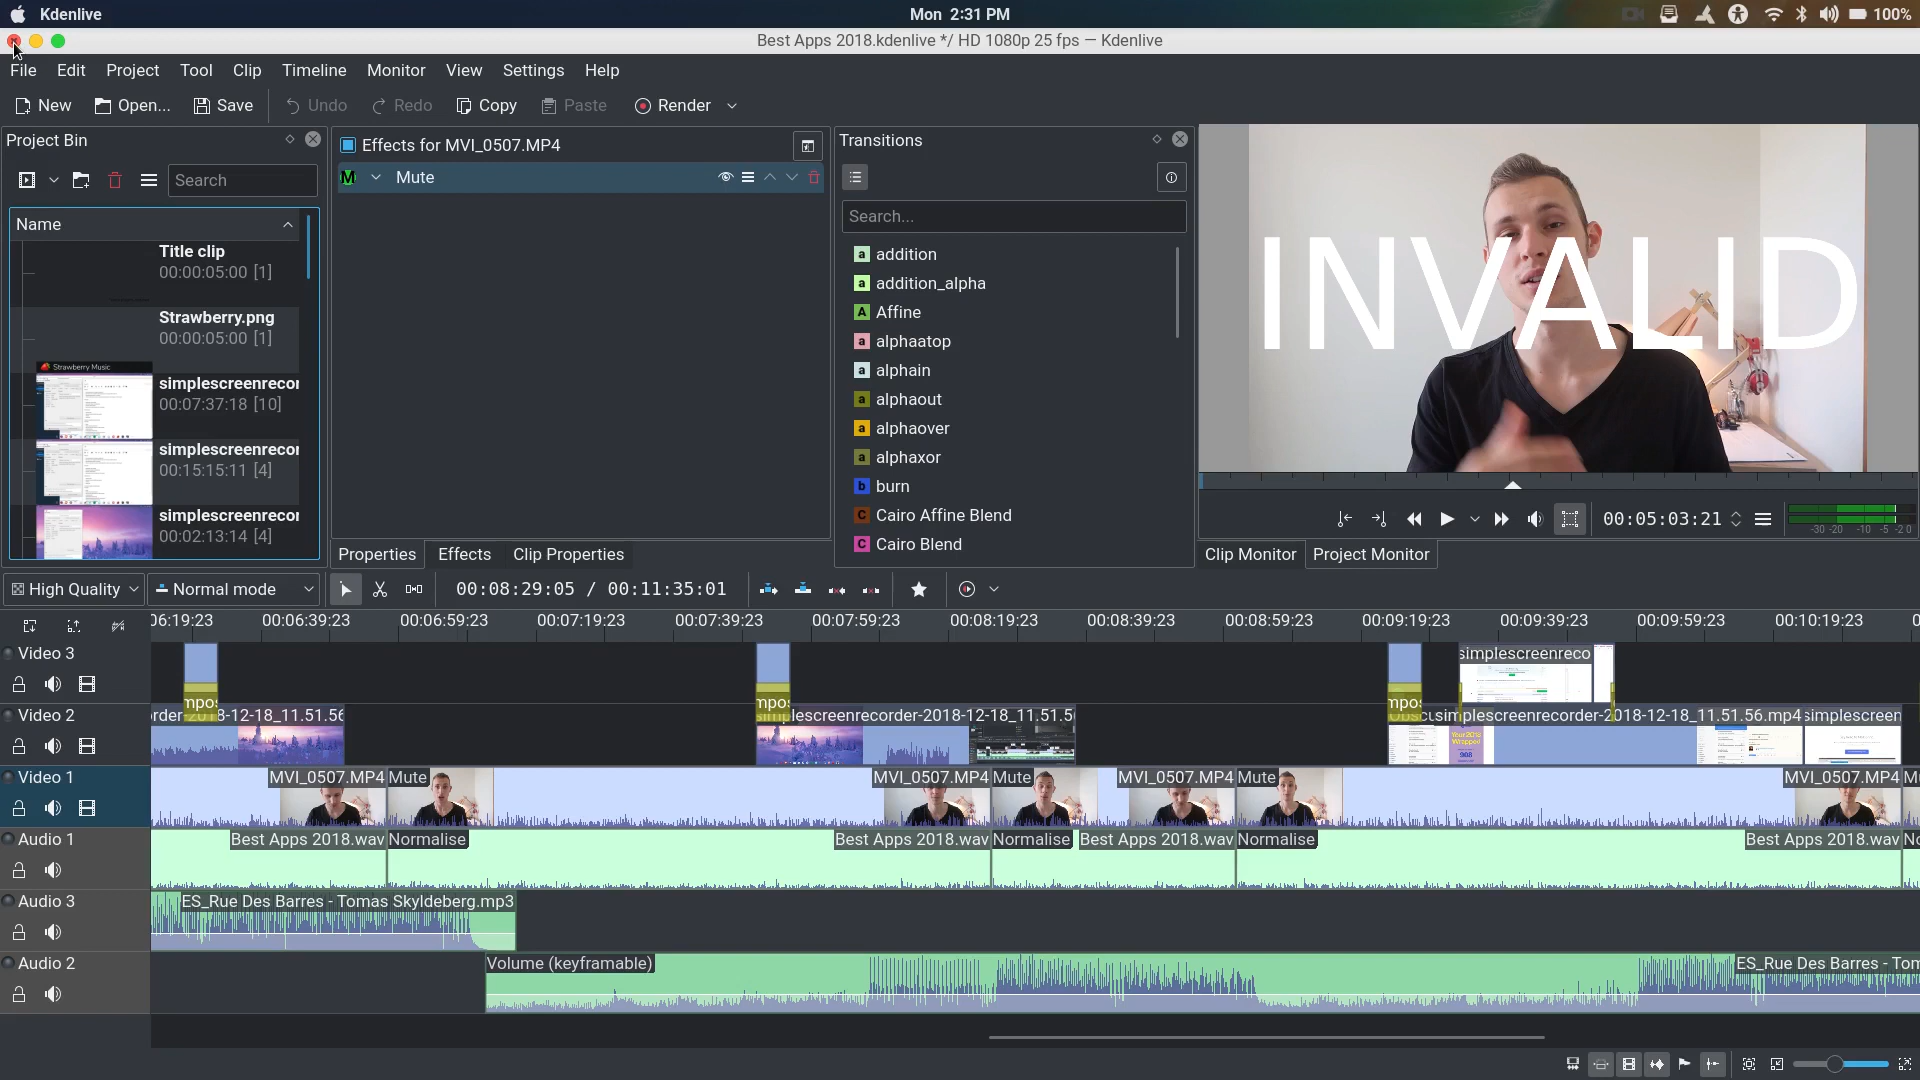 Kdenlive
Mon 2:31 PM
100%
Best Apps 2018.kdenlive */ HD 1080p 25 fps — Kdenlive
File Edit Project Tool Clip Timeline Monitor View Settings Help
New Open... Save Undo Redo Copy Paste Render
Project Bin
Search
Name
Title clip
00:00:05:00 [1]
Strawberry.png
00:00:05:00 [1]
Strawberry Music
simplescreenrecor
00:07:37:18 [10]
simplescreenrecor
00:15:15:11 [4]
simplescreenrecor
00:02:13:14 [4]
Effects for MVI_0507.MP4
M Mute
Properties Effects Clip Properties
Transitions
Search...
a addition
a addition_alpha
A Affine
a alphaatop
a alphain
a alphaout
a alphaover
a alphaxor
b burn
C Cairo Affine Blend
C Cairo Blend
INVALID
00:05:03:21
-30 -20 -10 -5 -2 0
Clip Monitor Project Monitor
High Quality Normal mode
00:08:29:05 / 00:11:35:01
06:19:23 00:06:39:23 00:06:59:23 00:07:19:23 00:07:39:23 00:07:59:23 00:08:19:23 00:08:39:23 00:08:59:23 00:09:19:23 00:09:39:23 00:09:59:23 00:10:19:23
Video 3
simplescreenreco
mpos mpos mpos
Video 2
order-2018-12-18_11.51.56 simplescreenrecorder-2018-12-18_11.51.5 simplescreenrecorder-2018-12-18_11.51.56.mp4 simplescreen
Video 1
MVI_0507.MP4 Mute MVI_0507.MP4 Mute MVI_0507.MP4 Mute MVI_0507.MP4 M
Audio 1
Best Apps 2018.wav Normalise Best Apps 2018.wav Normalise Best Apps 2018.wav Normalise Best Apps 2018.wav No
Audio 3
ES_Rue Des Barres - Tomas Skyldeberg.mp3
Audio 2
Volume (keyframable) ES_Rue Des Barres - Tom